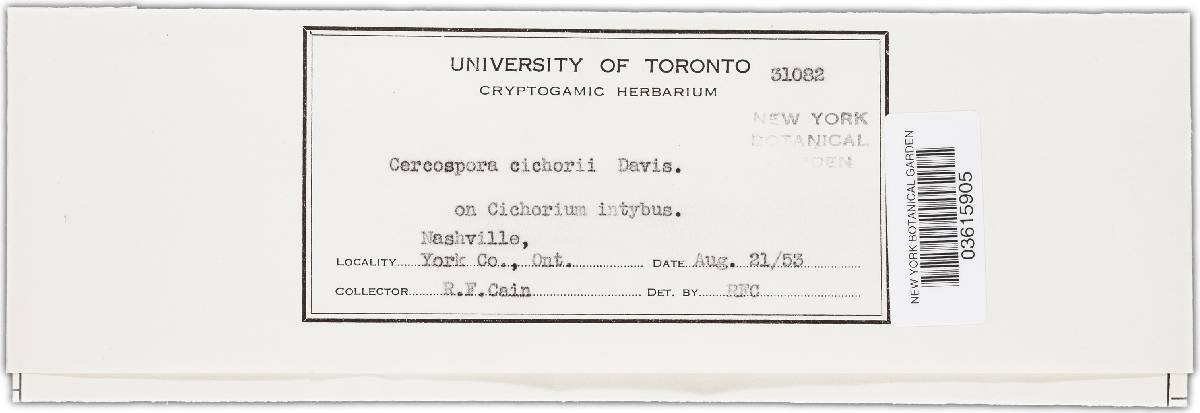 UNIVERSITY OF TORONTO 31082
CRYPTOGAMIC HERBARIUM
NEW YORK
BOTANICAL
GARDEN
Cercospora cichorii Davis.
on Cichorium intybus.
Nashville,
LOCALITY York Co., Ont. DATE Aug. 21/53
COLLECTOR R.F.Cain DET. BY RFC
NEW YORK BOTANICAL GARDEN
03615905